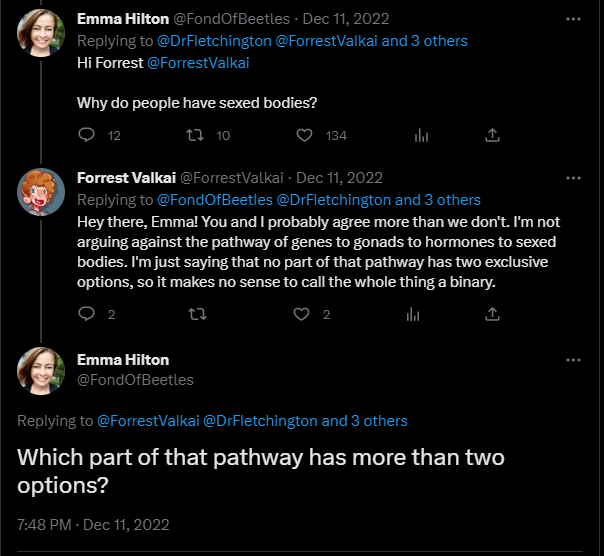 Emma Hilton @FondOfBeetles · Dec 11, 2022
Replying to @DrFletchington @ForrestValkai and 3 others
Hi Forrest @ForrestValkai
Why do people have sexed bodies?
12 10 134
Forrest Valkai @ForrestValkai · Dec 11, 2022
Replying to @FondOfBeetles @DrFletchington and 3 others
Hey there, Emma! You and I probably agree more than we don't. I'm not
arguing against the pathway of genes to gonads to hormones to sexed
bodies. I'm just saying that no part of that pathway has two exclusive
options, so it makes no sense to call the whole thing a binary.
2 2
Emma Hilton
@FondOfBeetles
Replying to @ForrestValkai @DrFletchington and 3 others
Which part of that pathway has more than two
options?
7:48 PM · Dec 11, 2022